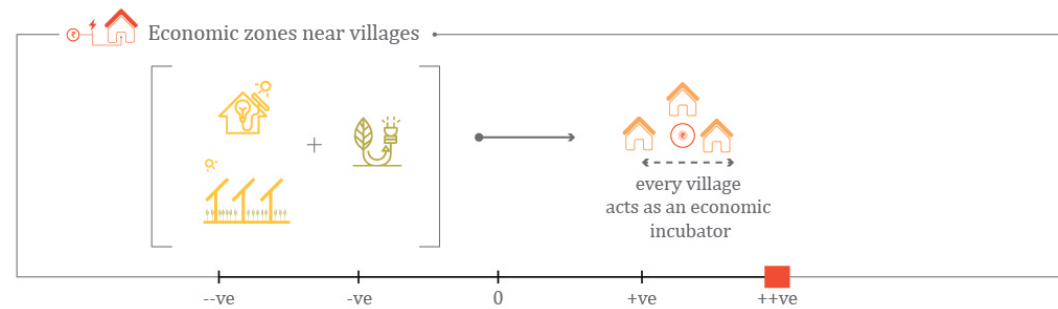 Economic zones near villages
₹
+
₹
every village
acts as an economic
incubator
--ve -ve 0 +ve ++ve